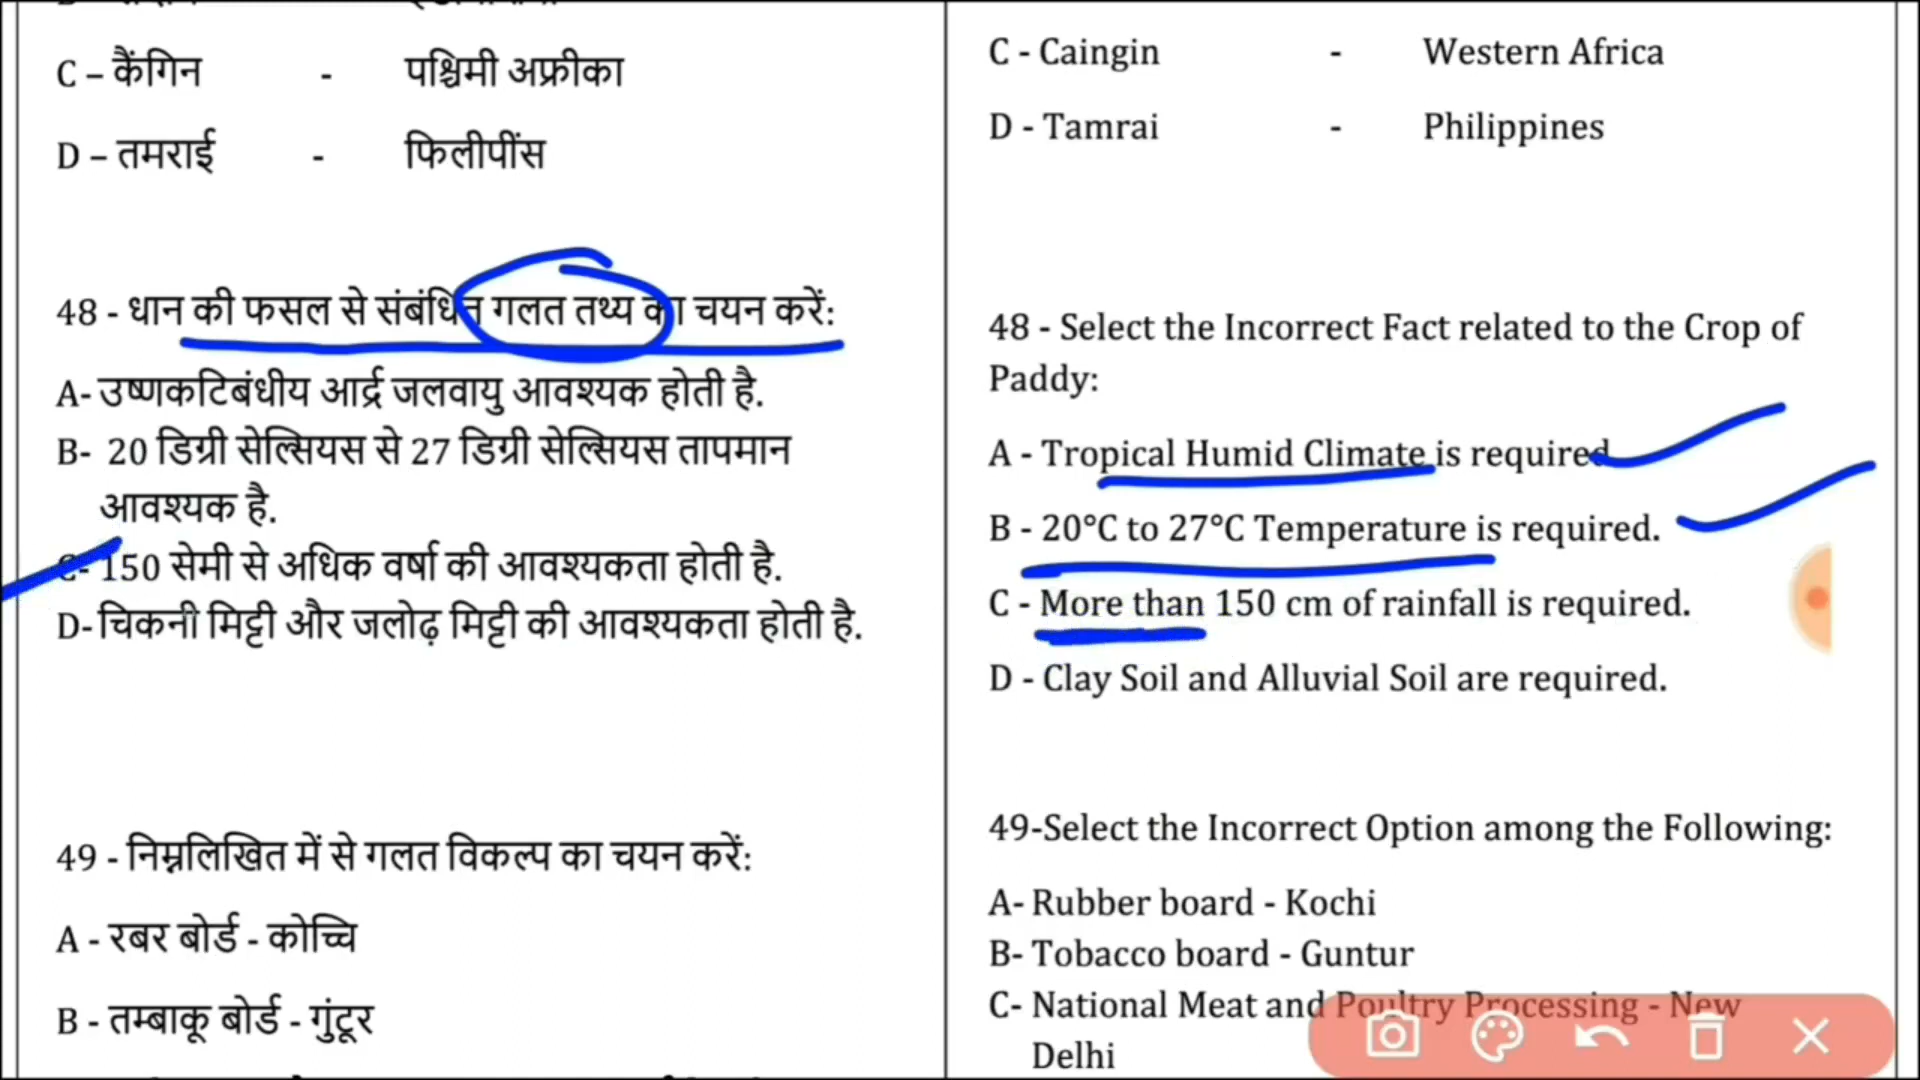 C – कैंगिन - पश्चिमी अफ्रीका
D – तमराई - फिलीपींस
48 - धान की फसल से संबंधित गलत तथ्य का चयन करें:
A- उष्णकटिबंधीय आर्द्र जलवायु आवश्यक होती है.
B- 20 डिग्री सेल्सियस से 27 डिग्री सेल्सियस तापमान
आवश्यक है.
C- 150 सेमी से अधिक वर्षा की आवश्यकता होती है.
D- चिकनी मिट्टी और जलोढ़ मिट्टी की आवश्यकता होती है.
49 - निम्नलिखित में से गलत विकल्प का चयन करें:
A - रबर बोर्ड - कोच्चि
B - तम्बाकू बोर्ड - गुंटूर
C - Caingin - Western Africa
D - Tamrai - Philippines
48 - Select the Incorrect Fact related to the Crop of
Paddy:
A - Tropical Humid Climate is required
B - 20°C to 27°C Temperature is required.
C - More than 150 cm of rainfall is required.
D - Clay Soil and Alluvial Soil are required.
49-Select the Incorrect Option among the Following:
A- Rubber board - Kochi
B- Tobacco board - Guntur
C- National Meat and Poultry Processing - New
Delhi